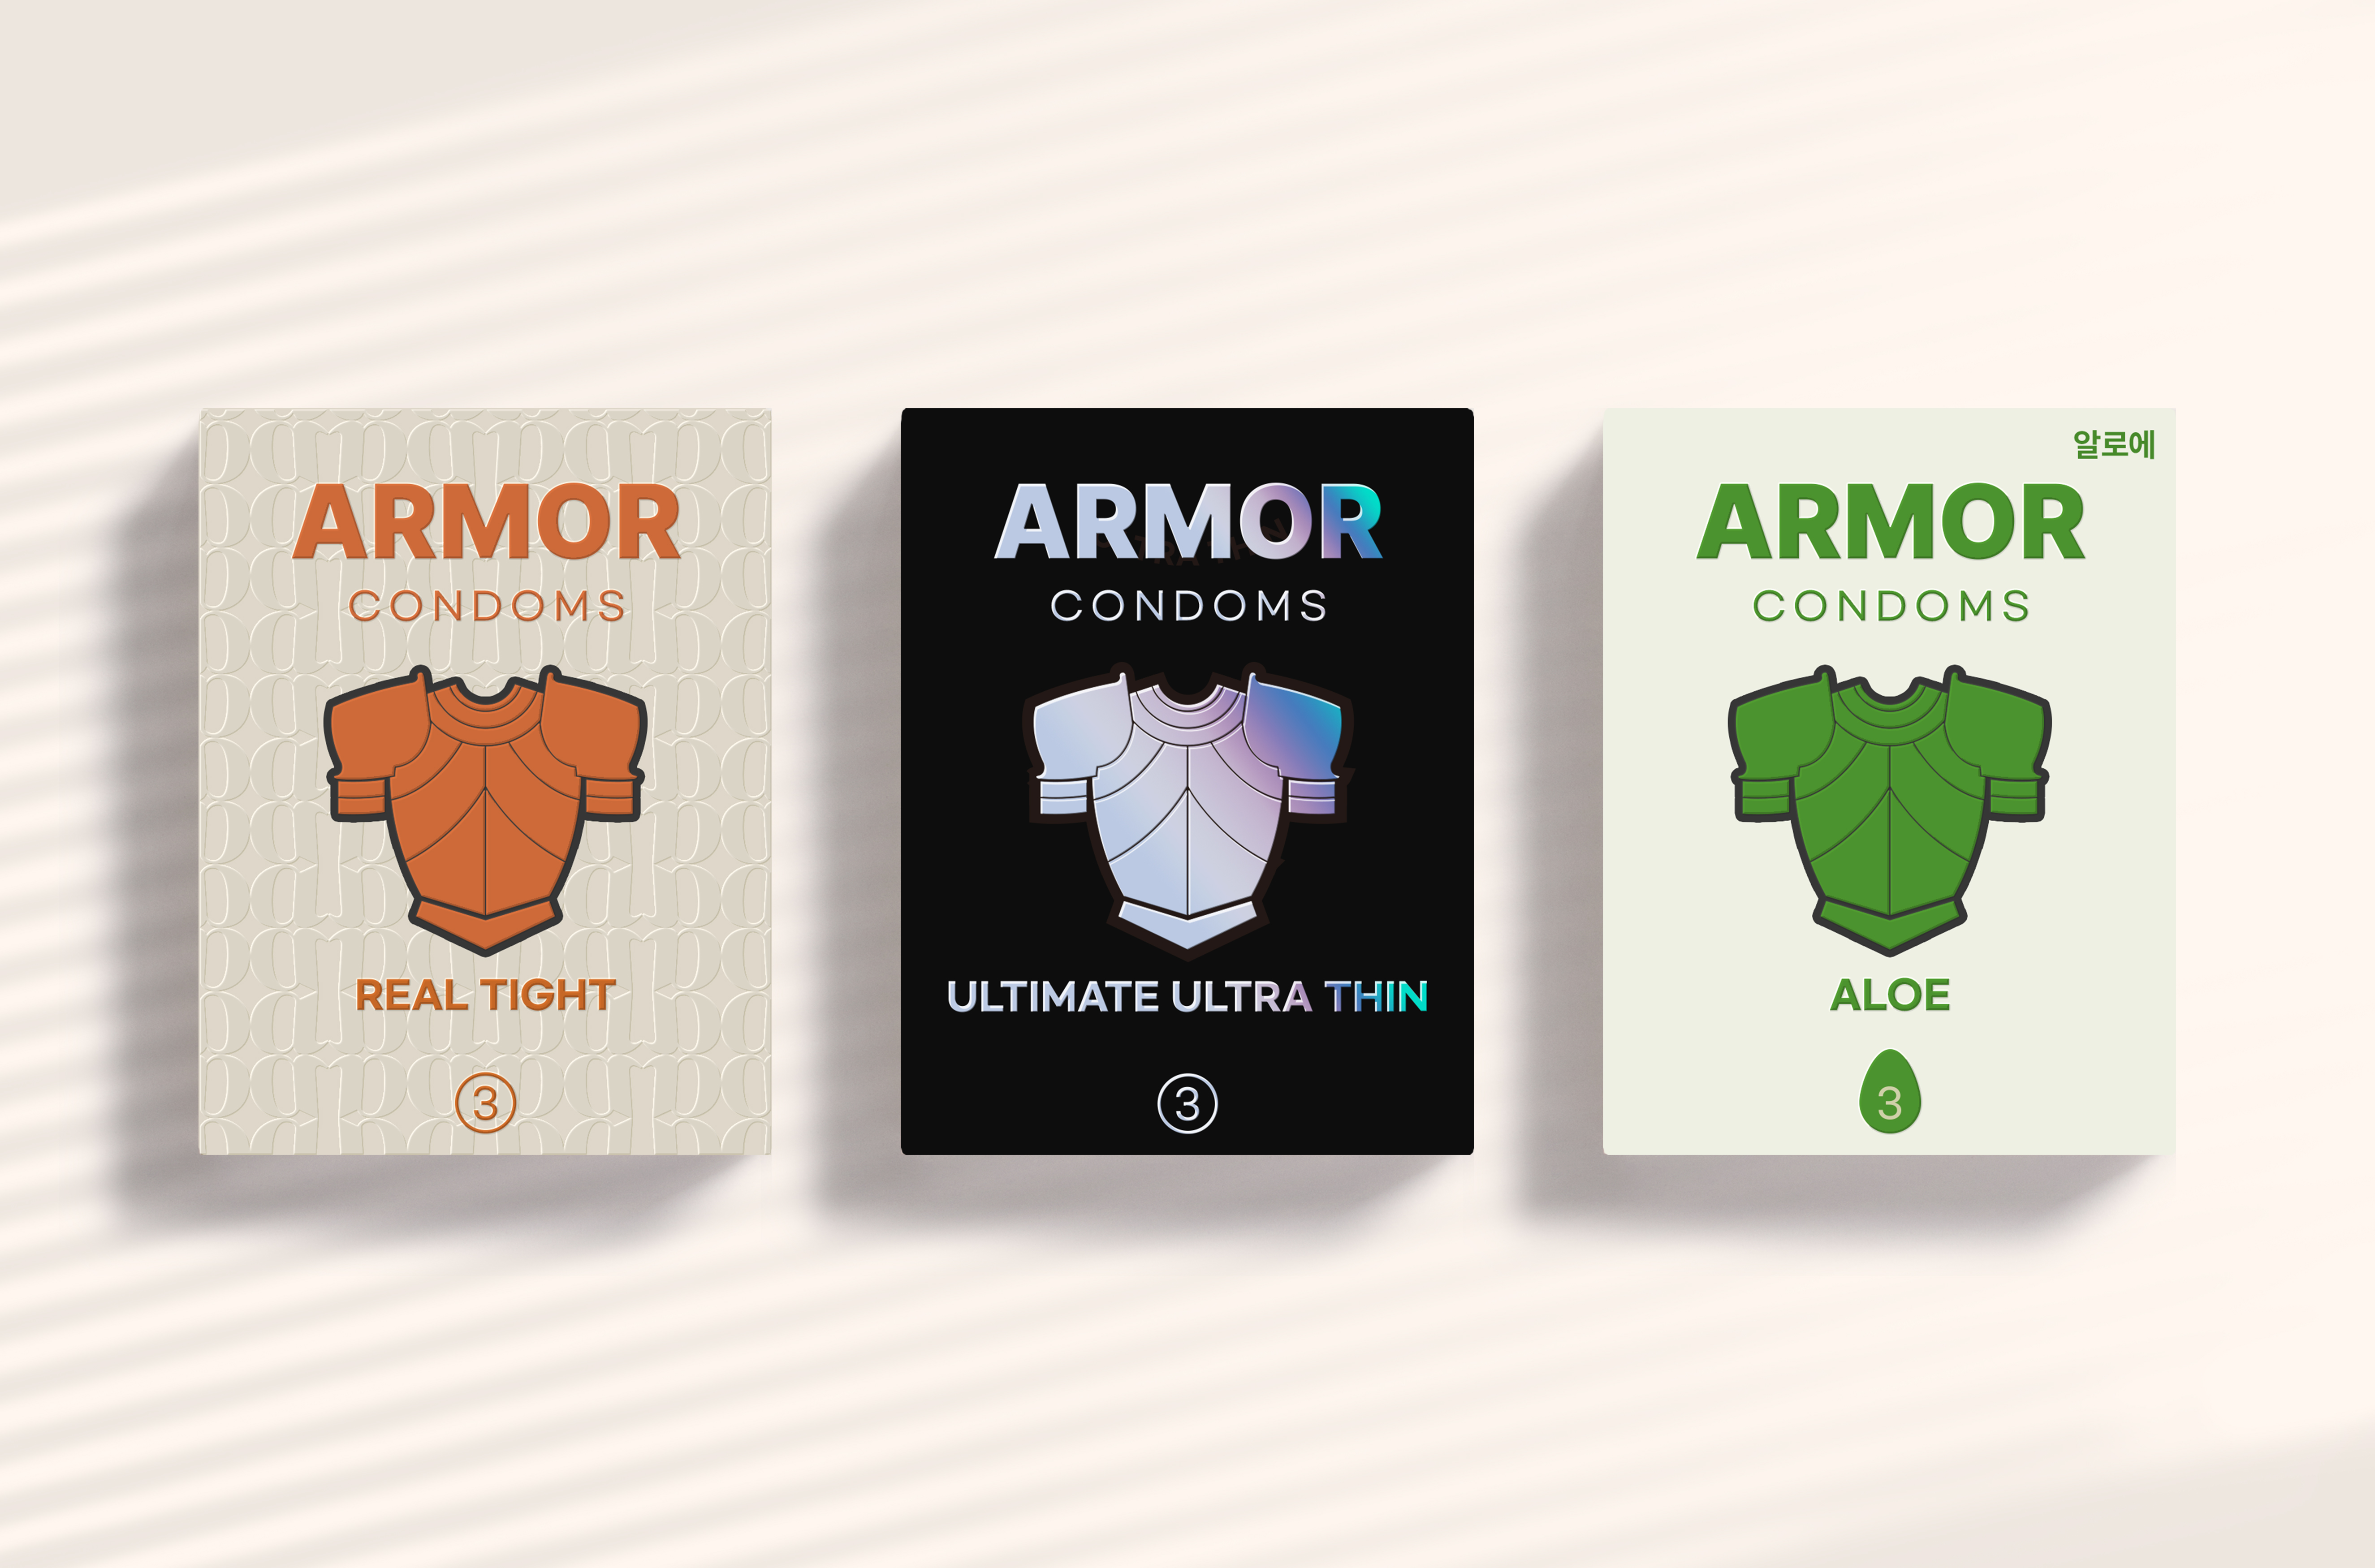 ARMOR
CONDOMS
REAL TIGHT
3
ARMOR
CONDOMS
ULTIMATE ULTRA THIN
3
알로에
ARMOR
CONDOMS
ALOE
3